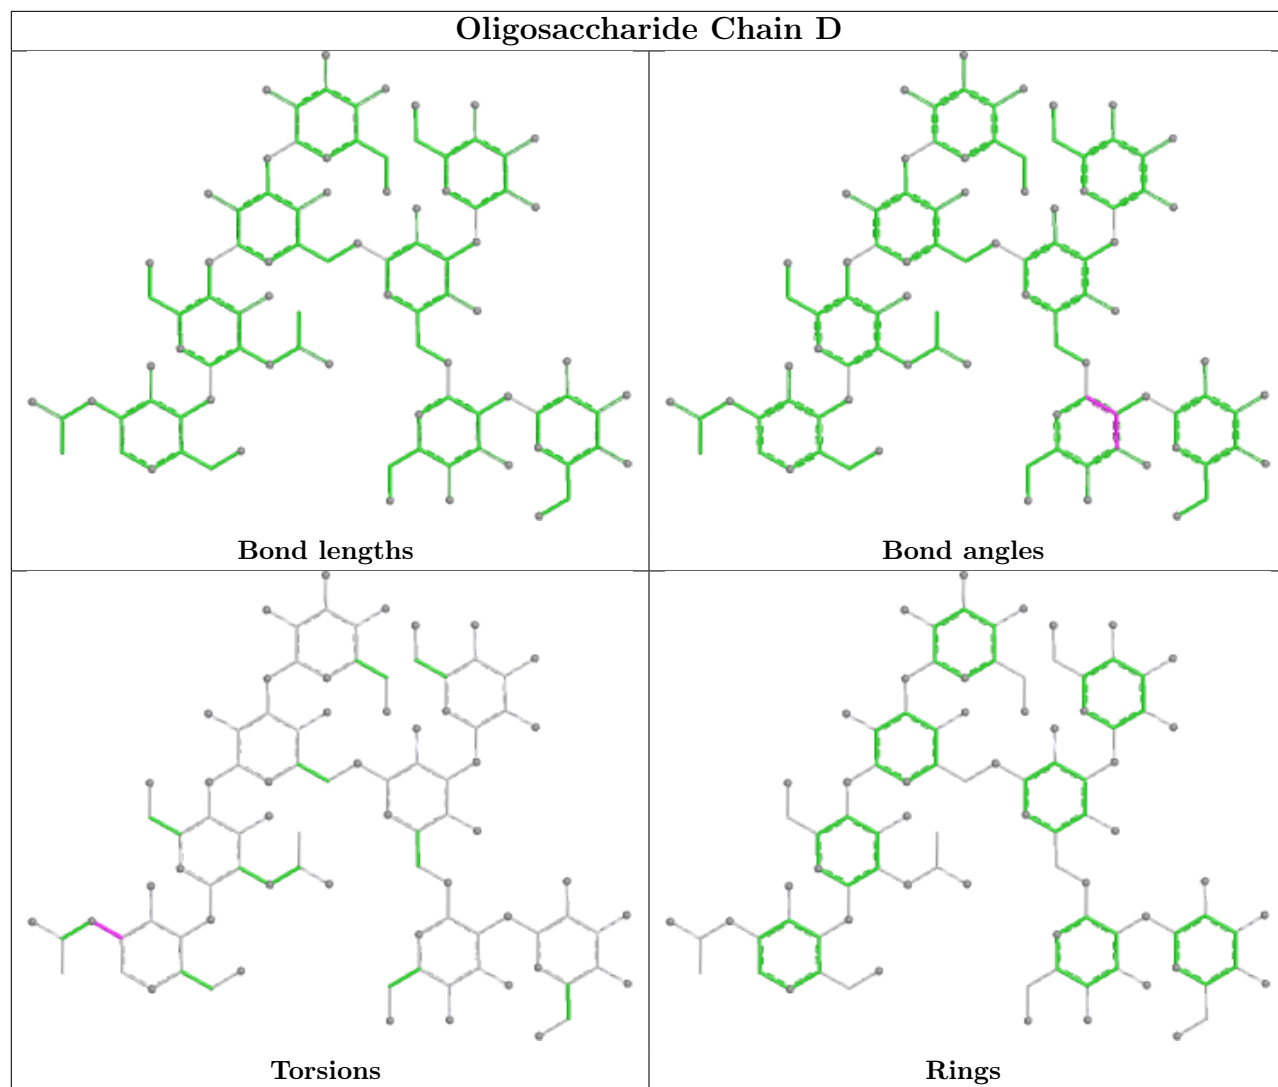 Oligosaccharide Chain D
Bond lengths
Bond angles
Torsions
Rings